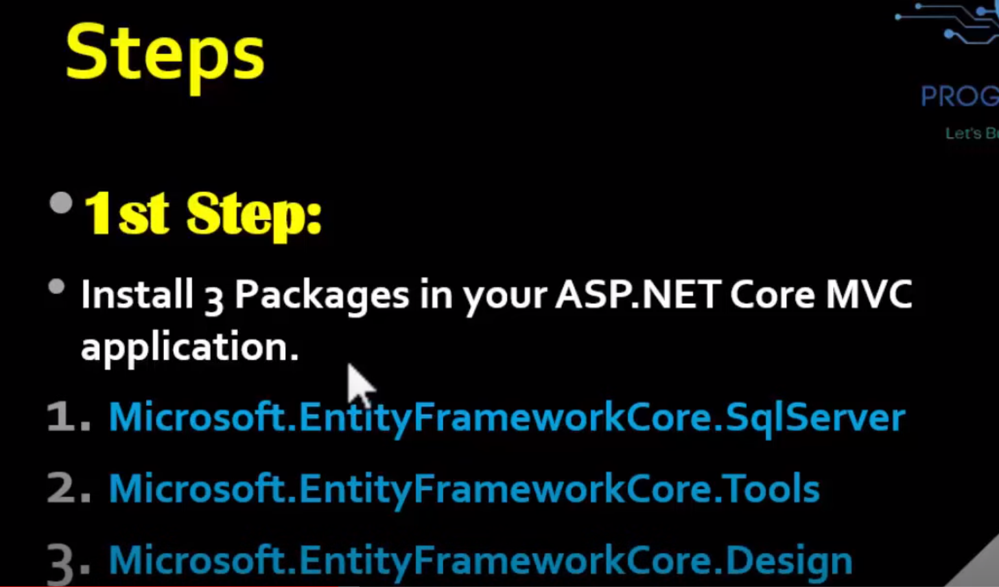 Steps
PROG
Let's B
• 1st Step:
• Install 3 Packages in your ASP.NET Core MVC
application.
1. Microsoft.EntityFrameworkCore.SqlServer
2. Microsoft.EntityFrameworkCore.Tools
3. Microsoft.EntityFrameworkCore.Design